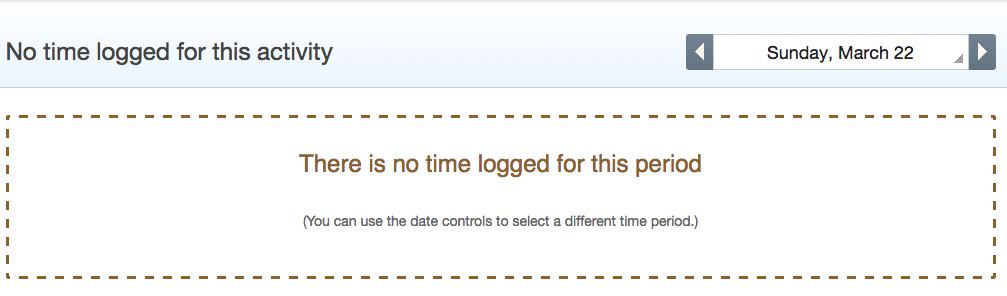 No time logged for this activity
Sunday, March 22
There is no time logged for this period
(You can use the date controls to select a different time period.)